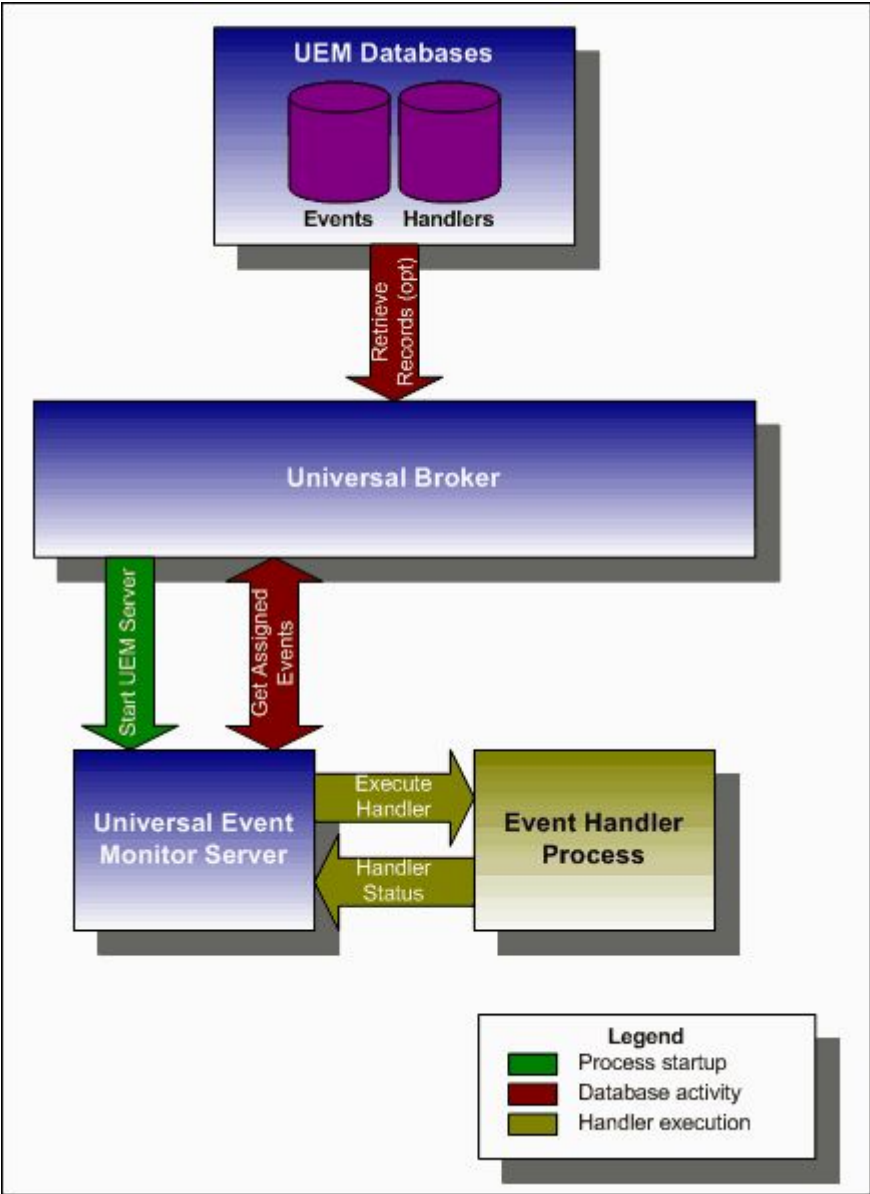 UEM Databases
Events
Handlers
Retrieve
Records (opt)
Universal Broker
Start UEM Server
Get Assigned
Events
Universal Event
Monitor Server
Execute
Handler
Handler
Status
Event Handler
Process
Legend
Process startup
Database activity
Handler execution